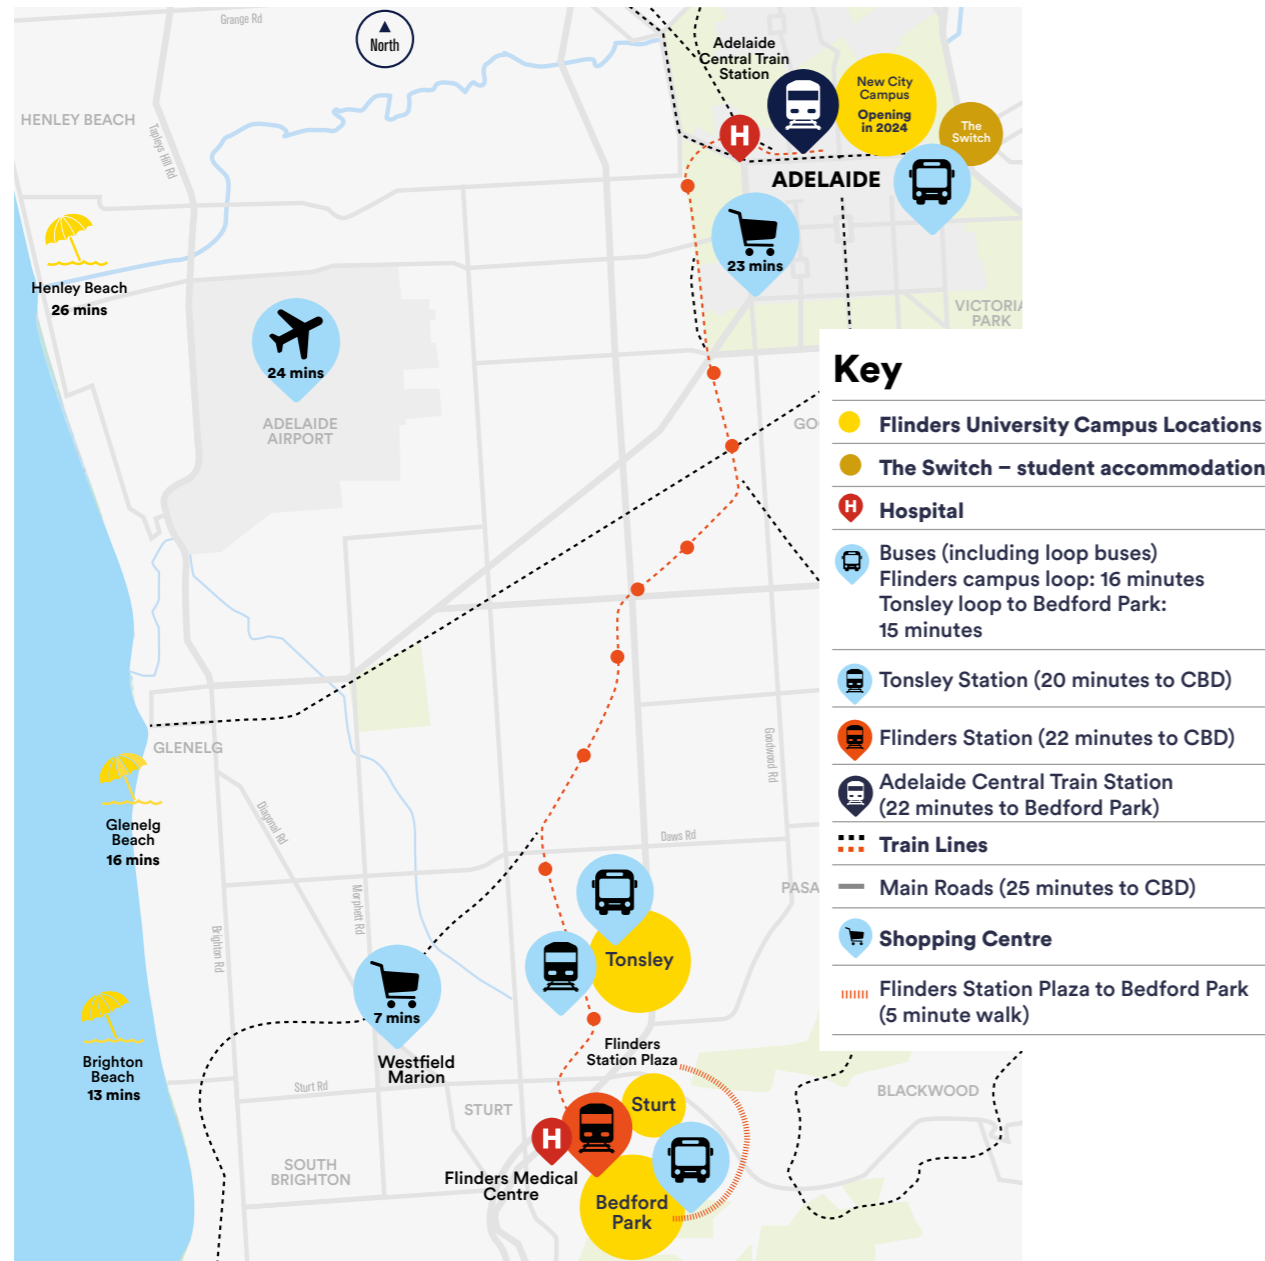 Grange Rd
North
Adelaide
Central Train
Station
New City
Campus
Opening
in 2024
The
Switch
H
HENLEY BEACH
Tapleys Hill Rd
ADELAIDE
23 mins
Henley Beach
26 mins
24 mins
ADELAIDE
AIRPORT
VICTORIA
PARK
GOO
GLENELG
Glenelg
Beach
16 mins
Diagonal Rd
Goodwood Rd
Daws Rd
PASA
Morphett Rd
Brighton Rd
Tonsley
7 mins
Westfield
Marion
Brighton
Beach
13 mins
Flinders
Station Plaza
Sturt Rd
STURT
Sturt
BLACKWOOD
H
SOUTH
BRIGHTON
Flinders Medical
Centre
Bedford
Park
Key
Flinders University Campus Locations
The Switch – student accommodation
H
Hospital
Buses (including loop buses)
Flinders campus loop: 16 minutes
Tonsley loop to Bedford Park:
15 minutes
Tonsley Station (20 minutes to CBD)
Flinders Station (22 minutes to CBD)
Adelaide Central Train Station
(22 minutes to Bedford Park)
Train Lines
Main Roads (25 minutes to CBD)
Shopping Centre
Flinders Station Plaza to Bedford Park
(5 minute walk)